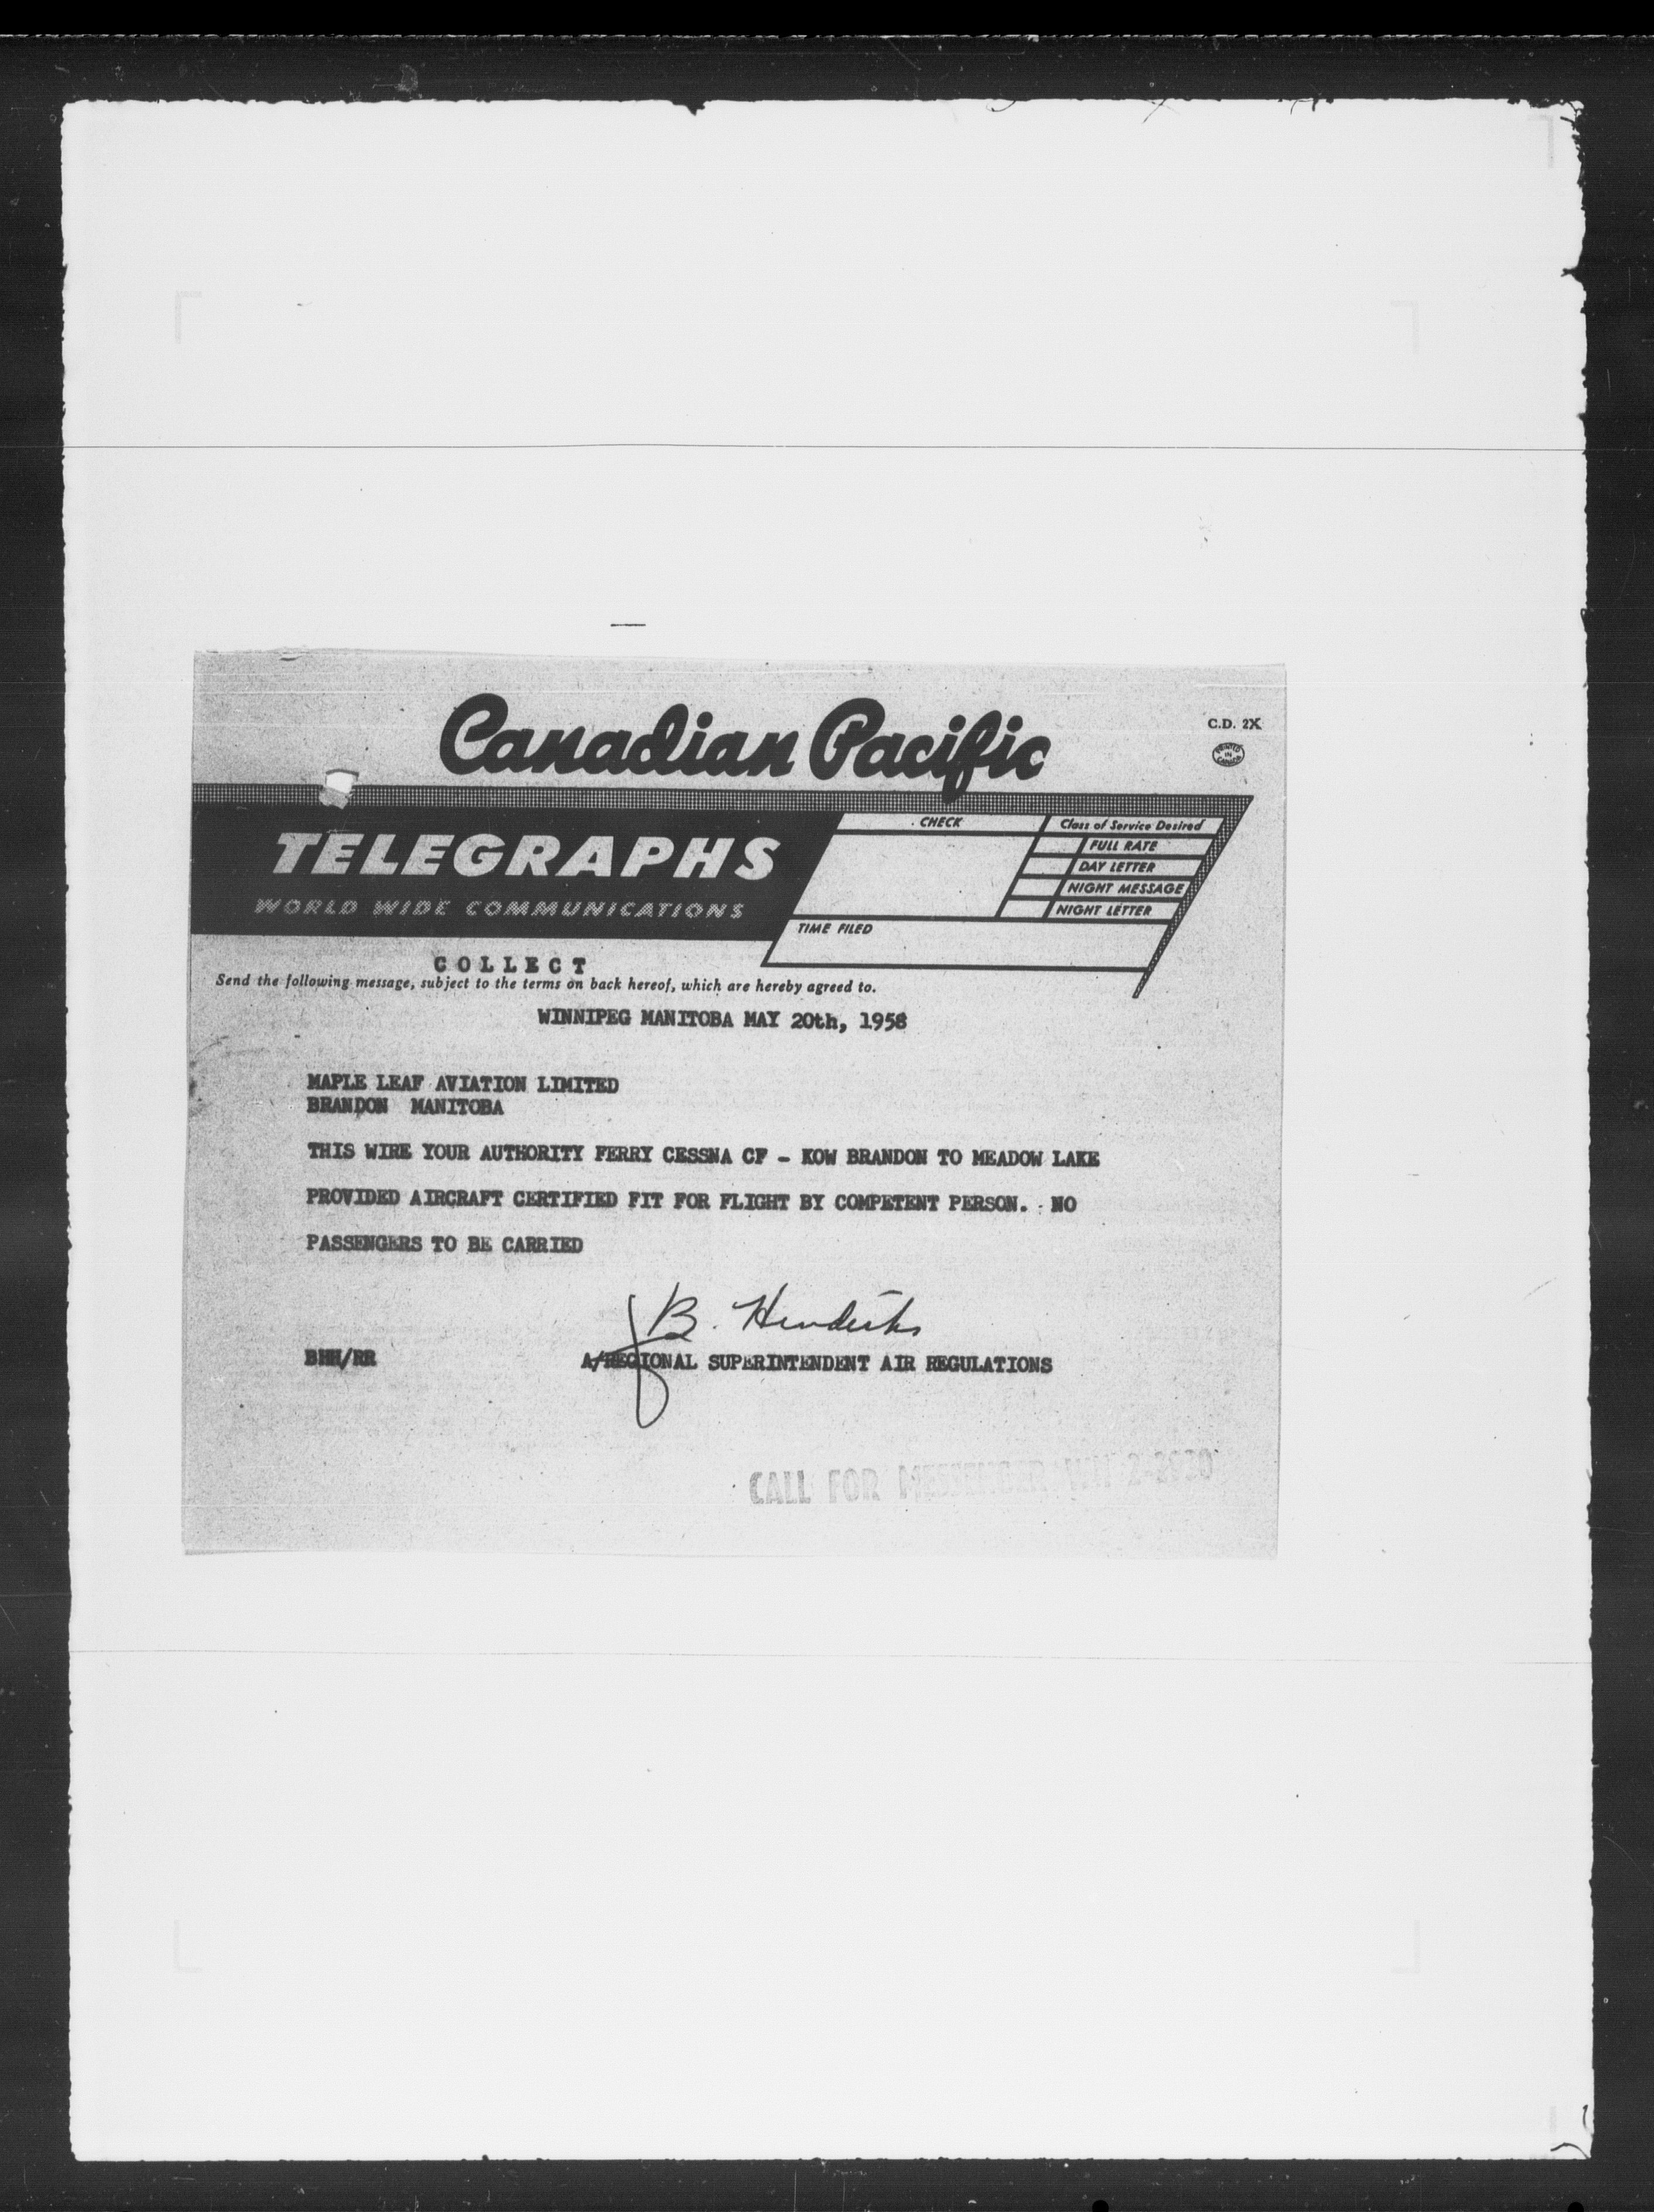 Canadian Pacific
C.D. 2X
PRINTED
IN
CANADA
TELEGRAPHS
WORLD WIDE COMMUNICATIONS
CHECK
Class of Service Desired
FULL RATE
DAY LETTER
NIGHT MESSAGE
NIGHT LETTER
TIME FILED
COLLECT
Send the following message, subject to the terms on back hereof, which are hereby agreed to.
WINNIPEG MANITOBA MAY 20th, 1958
MAPLE LEAF AVIATION LIMITED
BRANDON MANITOBA
THIS WIRE YOUR AUTHORITY FERRY CESSNA CF - KOW BRANDON TO MEADOW LAKE
PROVIDED AIRCRAFT CERTIFIED FIT FOR FLIGHT BY COMPETENT PERSON. NO
PASSENGERS TO BE CARRIED
B.
BHH/RR
A/REGIONAL SUPERINTENDENT AIR REGULATIONS
CALL FOR MESSENGER